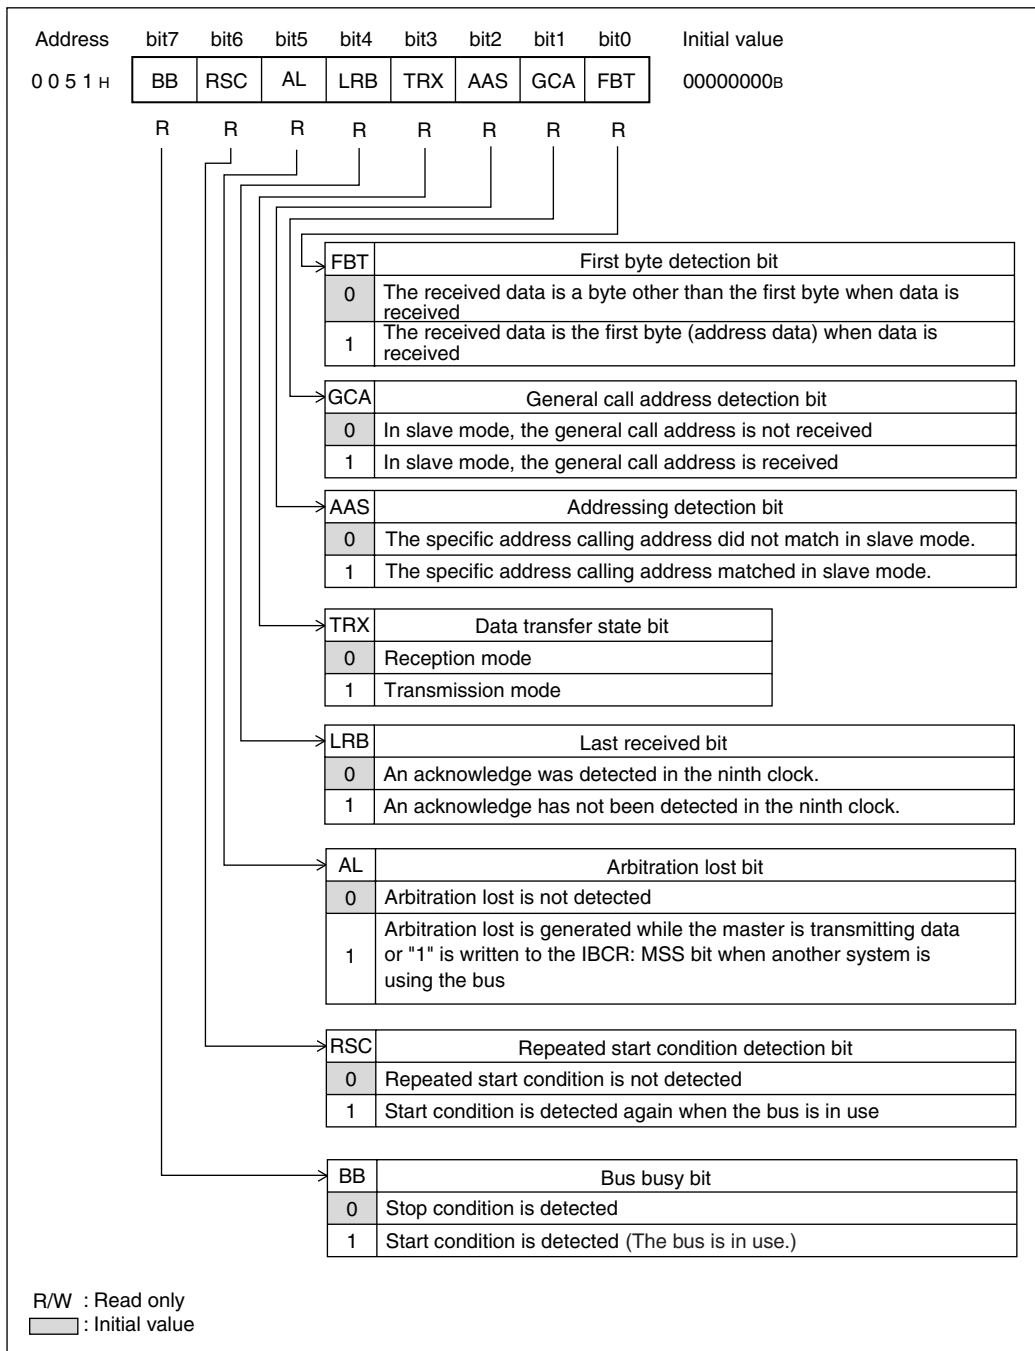 Address bit7 bit6 bit5 bit4 bit3 bit2 bit1 bit0 Initial value
0 0 5 1 H BB RSC AL LRB TRX AAS GCA FBT 00000000B
R R R R R R R R
FBT First byte detection bit
0 The received data is a byte other than the first byte when data is
received
1 The received data is the first byte (address data) when data is
received
GCA General call address detection bit
0 In slave mode, the general call address is not received
1 In slave mode, the general call address is received
AAS Addressing detection bit
0 The specific address calling address did not match in slave mode.
1 The specific address calling address matched in slave mode.
TRX Data transfer state bit
0 Reception mode
1 Transmission mode
LRB Last received bit
0 An acknowledge was detected in the ninth clock.
1 An acknowledge has not been detected in the ninth clock.
AL Arbitration lost bit
0 Arbitration lost is not detected
1 Arbitration lost is generated while the master is transmitting data
or "1" is written to the IBCR: MSS bit when another system is
using the bus
RSC Repeated start condition detection bit
0 Repeated start condition is not detected
1 Start condition is detected again when the bus is in use
BB Bus busy bit
0 Stop condition is detected
1 Start condition is detected (The bus is in use.)
R/W : Read only
: Initial value